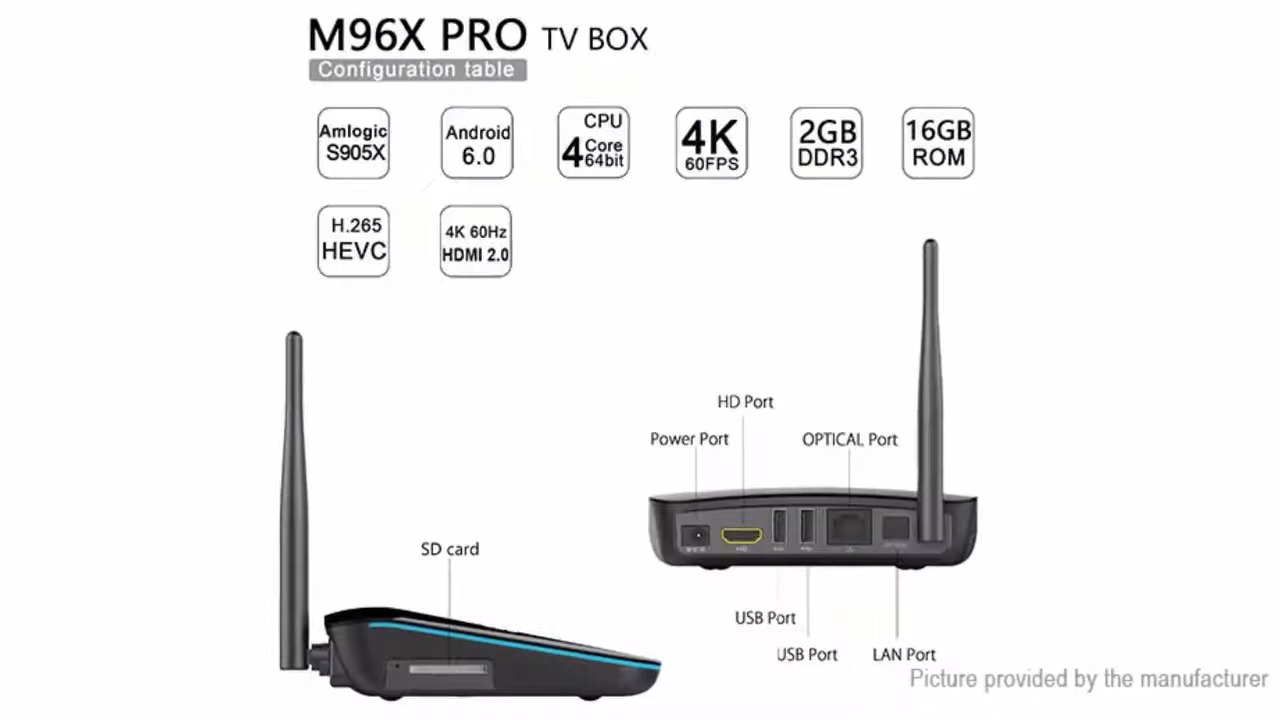 M96X PRO TV BOX
Configuration table
Amlogic
S905X
Android
6.0
CPU
4 Core
64bit
4K
60FPS
2GB
DDR3
16GB
ROM
H.265
HEVC
4K 60Hz
HDMI 2.0
HD Port
Power Port
OPTICAL Port
SD card
USB Port
USB Port
LAN Port
Picture provided by the manufacturer